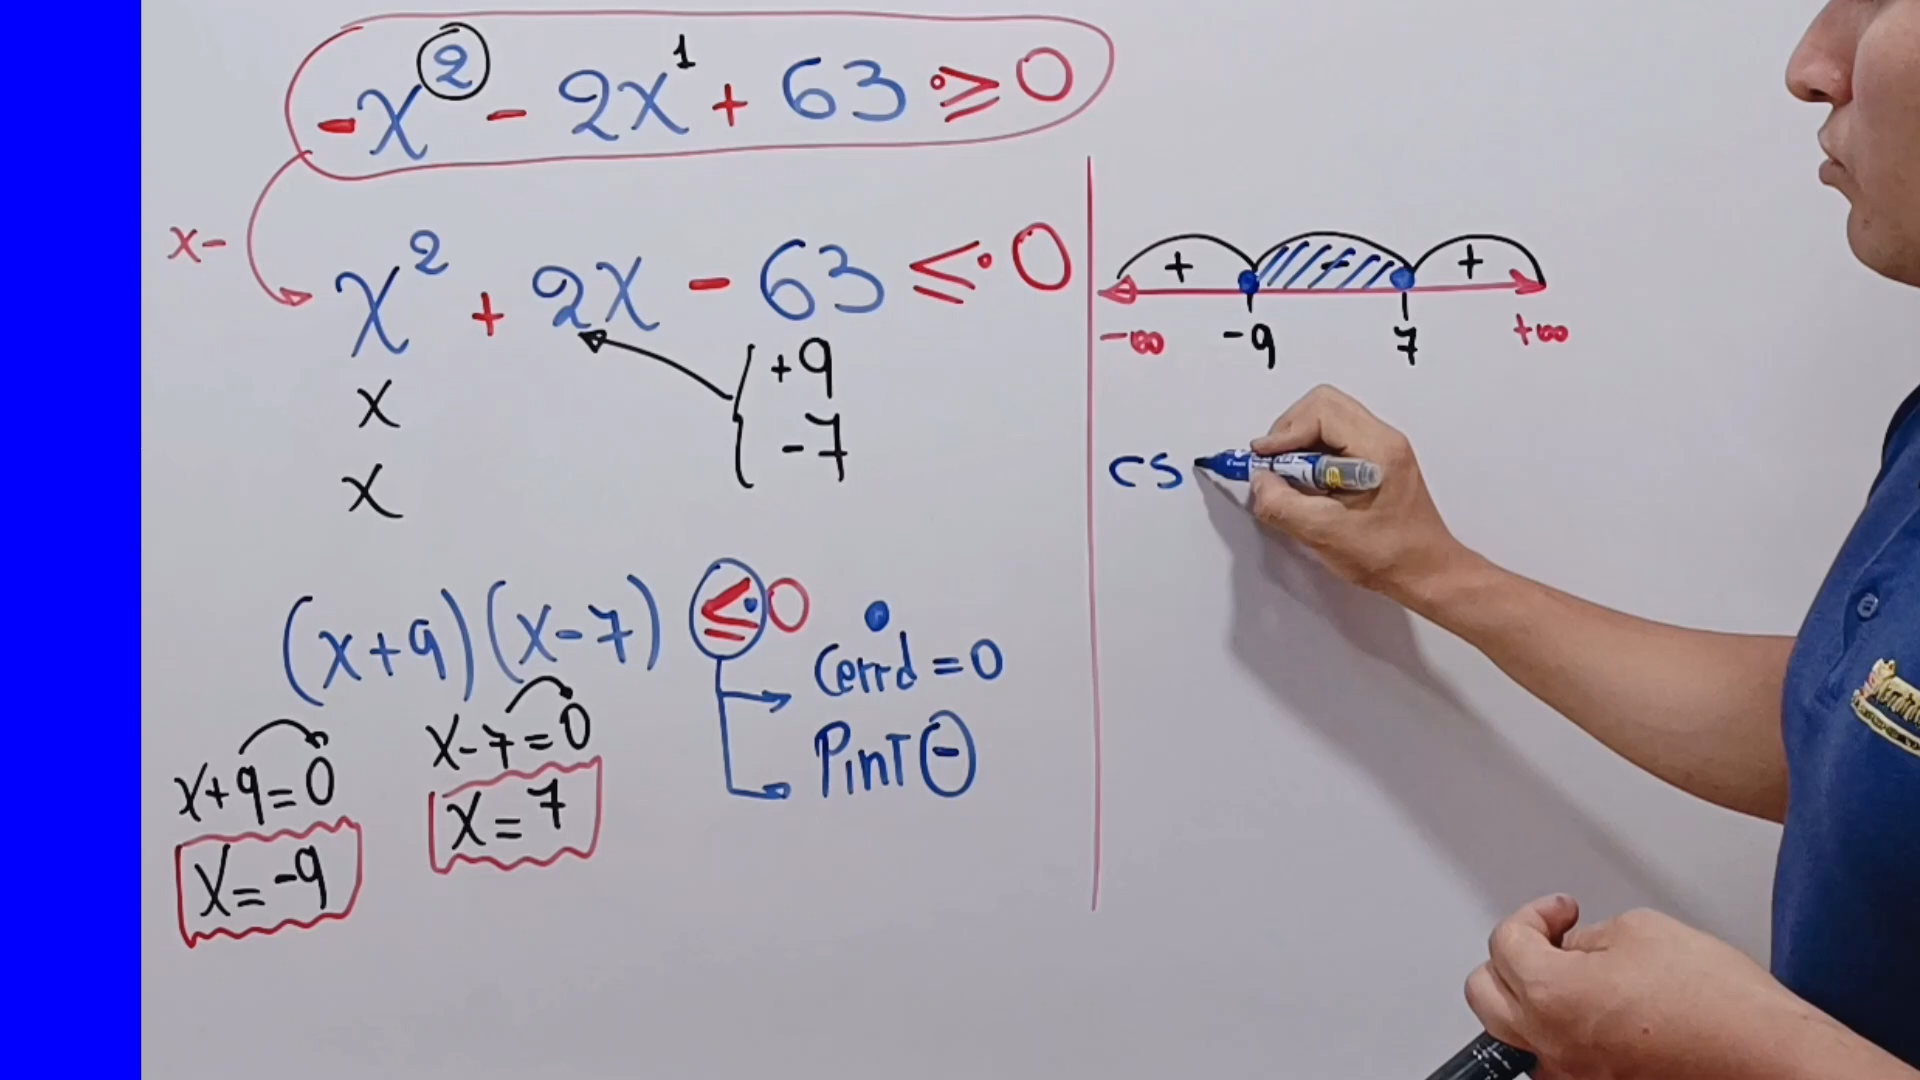 -x² - 2x¹ + 63 ≥ 0
x-
x² + 2x - 63 ≤ 0
x +9
x -7
(x+9)(x-7) ≤ 0
Cerrd = 0
Pint ⊖
x-7=0
x=7
x+9=0
x=-9
+ - +
-∞ -9 7 +∞
CS